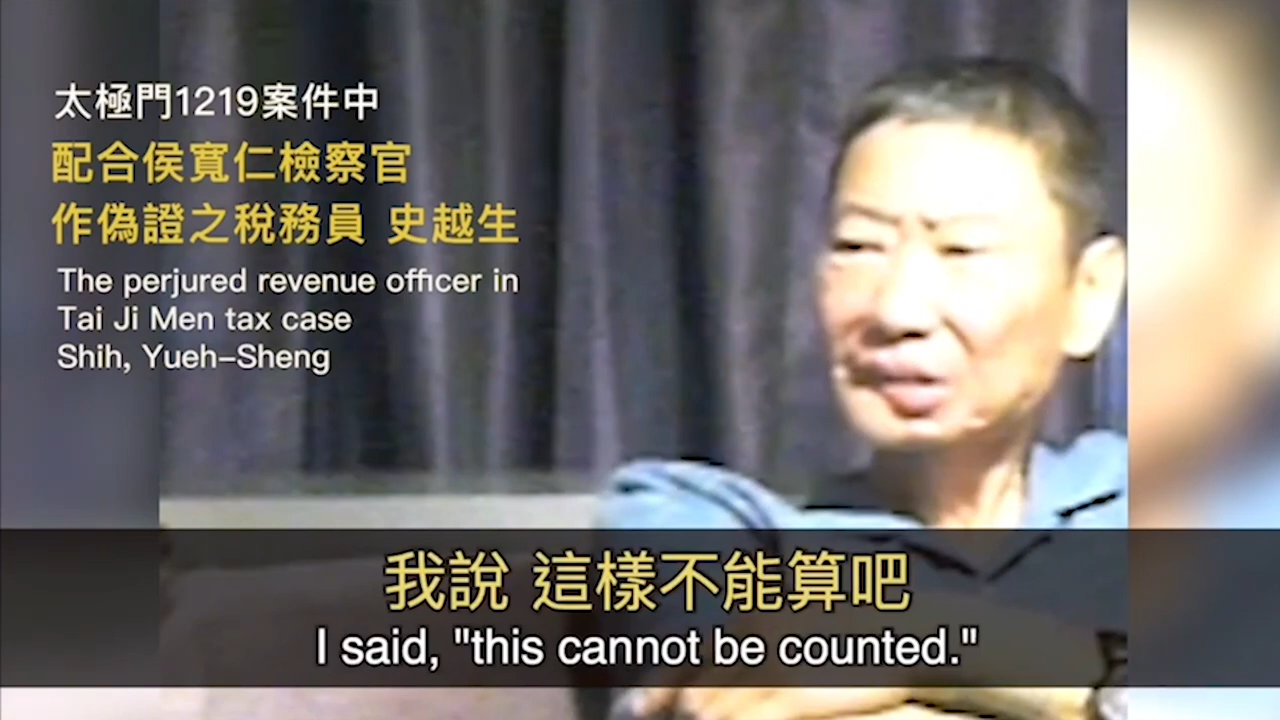 太極門1219案件中
配合侯寬仁檢察官
作偽證之稅務員 史越生
The perjured revenue officer in
Tai Ji Men tax case
Shih, Yueh-Sheng
我說 這樣不能算吧
I said, "this cannot be counted."